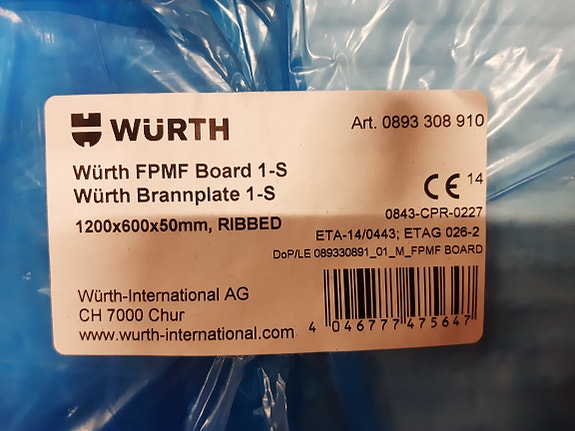 WÜRTH
Art. 0893 308 910
Würth FPMF Board 1-S
Würth Brannplate 1-S
1200x600x50mm, RIBBED
CE 14
0843-CPR-0227
ETA-14/0443; ETAG 026-2
DoP/LE 089330891_01_M_FPMF BOARD
Würth-International AG
CH 7000 Chur
www.wurth-international.com
4 046777 475647